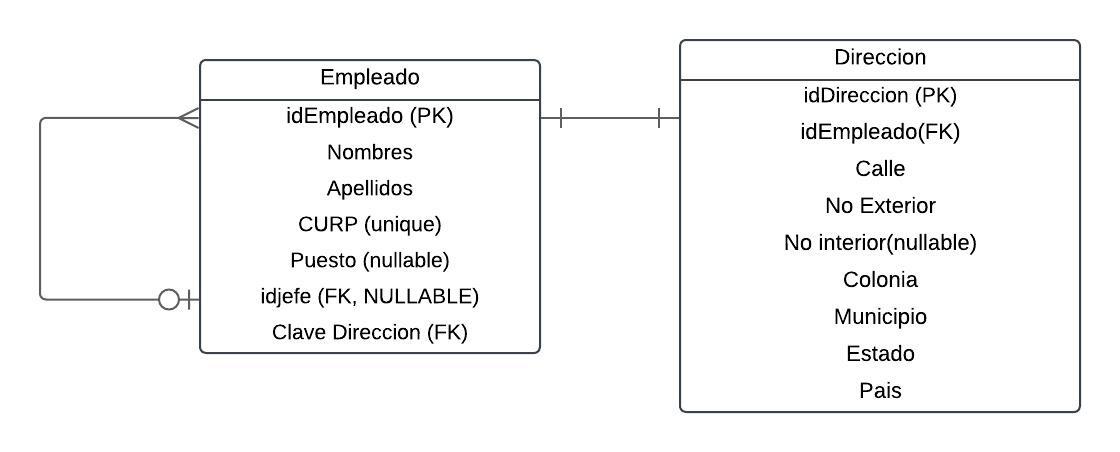 Empleado
idEmpleado (PK)
Nombres
Apellidos
CURP (unique)
Puesto (nullable)
idjefe (FK, NULLABLE)
Clave Direccion (FK)
Direccion
idDireccion (PK)
idEmpleado(FK)
Calle
No Exterior
No interior(nullable)
Colonia
Municipio
Estado
Pais